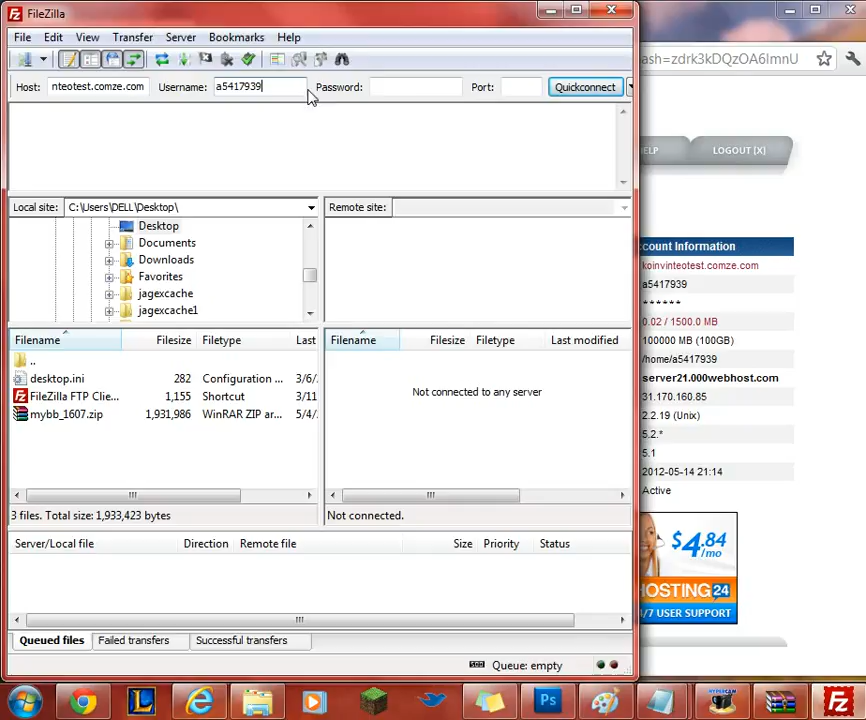 FileZilla
File Edit View Transfer Server Bookmarks Help
Host: nteotest.comze.com Username: a5417939 Password: Port: Quickconnect
ash=zdrk3kDQzOA6lmnU
ELP LOGOUT [X]
Local site: C:\Users\DELL\Desktop\ Remote site:
Desktop
Documents
Downloads
Favorites
jagexcache
jagexcache1
Filename Filesize Filetype Last
..
desktop.ini 282 Configuration ... 3/6/
FileZilla FTP Clie... 1,155 Shortcut 3/11
mybb_1607.zip 1,931,986 WinRAR ZIP ar... 5/4/
3 files. Total size: 1,933,423 bytes
Filename Filesize Filetype Last modified
Not connected to any server
Not connected.
Server/Local file Direction Remote file Size Priority Status
Queued files Failed transfers Successful transfers
Queue: empty
count Information
koinvinteotest.comze.com
a5417939
******
0.02 / 1500.0 MB
100000 MB (100GB)
/home/a5417939
server21.000webhost.com
31.170.160.85
2.2.19 (Unix)
5.2.*
5.1
2012-05-14 21:14
Active
$4.84
/mo
HOSTING 24
/7 USER SUPPORT
L
Ps
HYPERCAM
Fz